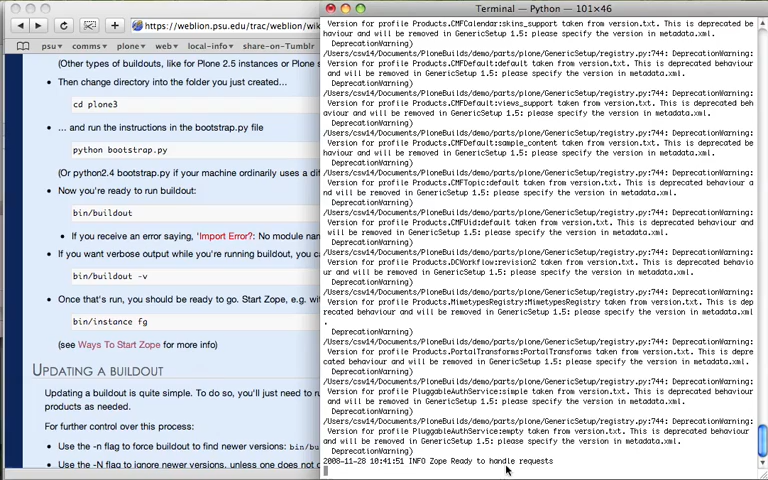 Terminal — Python — 101×46
https://weblion.psu.edu/trac/weblion/wik
psu comms plone web local-info share-on-Tumblr
(Other types of buildouts, like for Plone 2.5 instances or Plone
Then change directory into the folder you just created...
cd plone3
... and run the instructions in the bootstrap.py file
python bootstrap.py
(Or python2.4 bootstrap.py if your machine ordinarily uses a dif
Now you're ready to run buildout:
bin/buildout
If you receive an error saying, 'Import Error?: No module nam
If you want verbose output while you're running buildout, you ca
bin/buildout -v
Once that's run, you should be ready to go. Start Zope, e.g. wit
bin/instance fg
(see Ways To Start Zope for more info)
UPDATING A BUILDOUT
Updating a buildout is quite simple. To do so, you'll just need to ru
products as needed.
For further control over this process:
Use the -n flag to force buildout to find newer versions: bin/bu
Use the -N flag to ignore newer versions, unless one does not c
Version for profile Products.CMFCalendar:skins_support taken from version.txt. This is deprecated be
haviour and will be removed in GenericSetup 1.5: please specify the version in metadata.xml.
DeprecationWarning)
/Users/csw14/Documents/PloneBuilds/demo/parts/plone/GenericSetup/registry.py:744: DeprecationWarning:
Version for profile Products.CMFDefault:default taken from version.txt. This is deprecated behaviour
and will be removed in GenericSetup 1.5: please specify the version in metadata.xml.
DeprecationWarning)
/Users/csw14/Documents/PloneBuilds/demo/parts/plone/GenericSetup/registry.py:744: DeprecationWarning:
Version for profile Products.CMFDefault:views_support taken from version.txt. This is deprecated beh
aviour and will be removed in GenericSetup 1.5: please specify the version in metadata.xml.
DeprecationWarning)
/Users/csw14/Documents/PloneBuilds/demo/parts/plone/GenericSetup/registry.py:744: DeprecationWarning:
Version for profile Products.CMFDefault:sample_content taken from version.txt. This is deprecated be
haviour and will be removed in GenericSetup 1.5: please specify the version in metadata.xml.
DeprecationWarning)
/Users/csw14/Documents/PloneBuilds/demo/parts/plone/GenericSetup/registry.py:744: DeprecationWarning:
Version for profile Products.CMFTopic:default taken from version.txt. This is deprecated behaviour a
nd will be removed in GenericSetup 1.5: please specify the version in metadata.xml.
DeprecationWarning)
/Users/csw14/Documents/PloneBuilds/demo/parts/plone/GenericSetup/registry.py:744: DeprecationWarning:
Version for profile Products.CMFUid:default taken from version.txt. This is deprecated behaviour and
will be removed in GenericSetup 1.5: please specify the version in metadata.xml.
DeprecationWarning)
/Users/csw14/Documents/PloneBuilds/demo/parts/plone/GenericSetup/registry.py:744: DeprecationWarning:
Version for profile Products.DCWorkflow:revision2 taken from version.txt. This is deprecated behavio
ur and will be removed in GenericSetup 1.5: please specify the version in metadata.xml.
DeprecationWarning)
/Users/csw14/Documents/PloneBuilds/demo/parts/plone/GenericSetup/registry.py:744: DeprecationWarning:
Version for profile Products.MimetypesRegistry:MimetypesRegistry taken from version.txt. This is dep
recated behaviour and will be removed in GenericSetup 1.5: please specify the version in metadata.xml
.
DeprecationWarning)
/Users/csw14/Documents/PloneBuilds/demo/parts/plone/GenericSetup/registry.py:744: DeprecationWarning:
Version for profile Products.PortalTransforms:PortalTransforms taken from version.txt. This is depre
cated behaviour and will be removed in GenericSetup 1.5: please specify the version in metadata.xml.
DeprecationWarning)
/Users/csw14/Documents/PloneBuilds/demo/parts/plone/GenericSetup/registry.py:744: DeprecationWarning:
Version for profile PluggableAuthService:simple taken from version.txt. This is deprecated behaviour
and will be removed in GenericSetup 1.5: please specify the version in metadata.xml.
DeprecationWarning)
/Users/csw14/Documents/PloneBuilds/demo/parts/plone/GenericSetup/registry.py:744: DeprecationWarning:
Version for profile PluggableAuthService:empty taken from version.txt. This is deprecated behaviour
and will be removed in GenericSetup 1.5: please specify the version in metadata.xml.
DeprecationWarning)
2008-11-28 10:41:51 INFO Zope Ready to handle requests